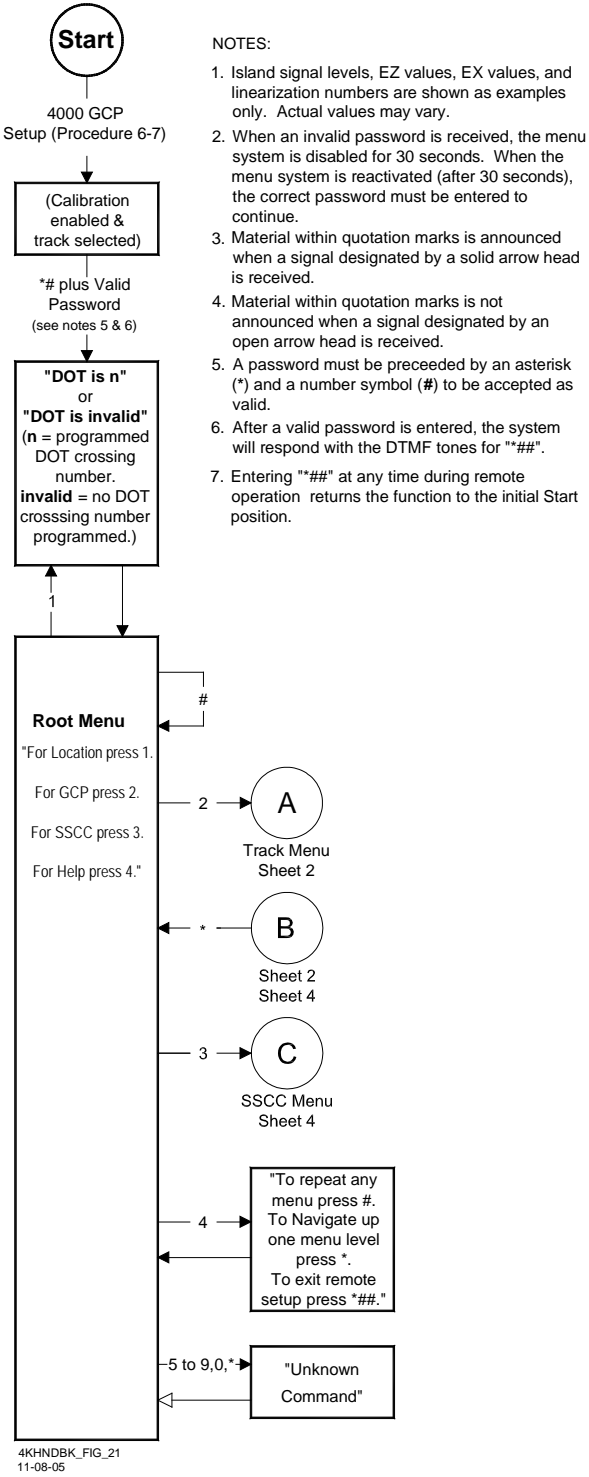 Start
4000 GCP
Setup (Procedure 6-7)
(Calibration
enabled &
track selected)
*# plus Valid
Password
(see notes 5 & 6)
"DOT is n"
or
"DOT is invalid"
(n = programmed
DOT crossing
number.
invalid = no DOT
crosssing number
programmed.)
NOTES:
1. Island signal levels, EZ values, EX values, and
linearization numbers are shown as examples
only. Actual values may vary.
2. When an invalid password is received, the menu
system is disabled for 30 seconds. When the
menu system is reactivated (after 30 seconds),
the correct password must be entered to
continue.
3. Material within quotation marks is announced
when a signal designated by a solid arrow head
is received.
4. Material within quotation marks is not
announced when a signal designated by an
open arrow head is received.
5. A password must be preceeded by an asterisk
(*) and a number symbol (#) to be accepted as
valid.
6. After a valid password is entered, the system
will respond with the DTMF tones for "*##".
7. Entering "*##" at any time during remote
operation returns the function to the initial Start
position.
1
#
Root Menu
"For Location press 1.
For GCP press 2.
For SSCC press 3.
For Help press 4."
2
A
Track Menu
Sheet 2
*
B
Sheet 2
Sheet 4
3
C
SSCC Menu
Sheet 4
4
"To repeat any
menu press #.
To Navigate up
one menu level
press *.
To exit remote
setup press *##."
5 to 9,0,*
"Unknown
Command"
4KHNDBK_FIG_21
11-08-05